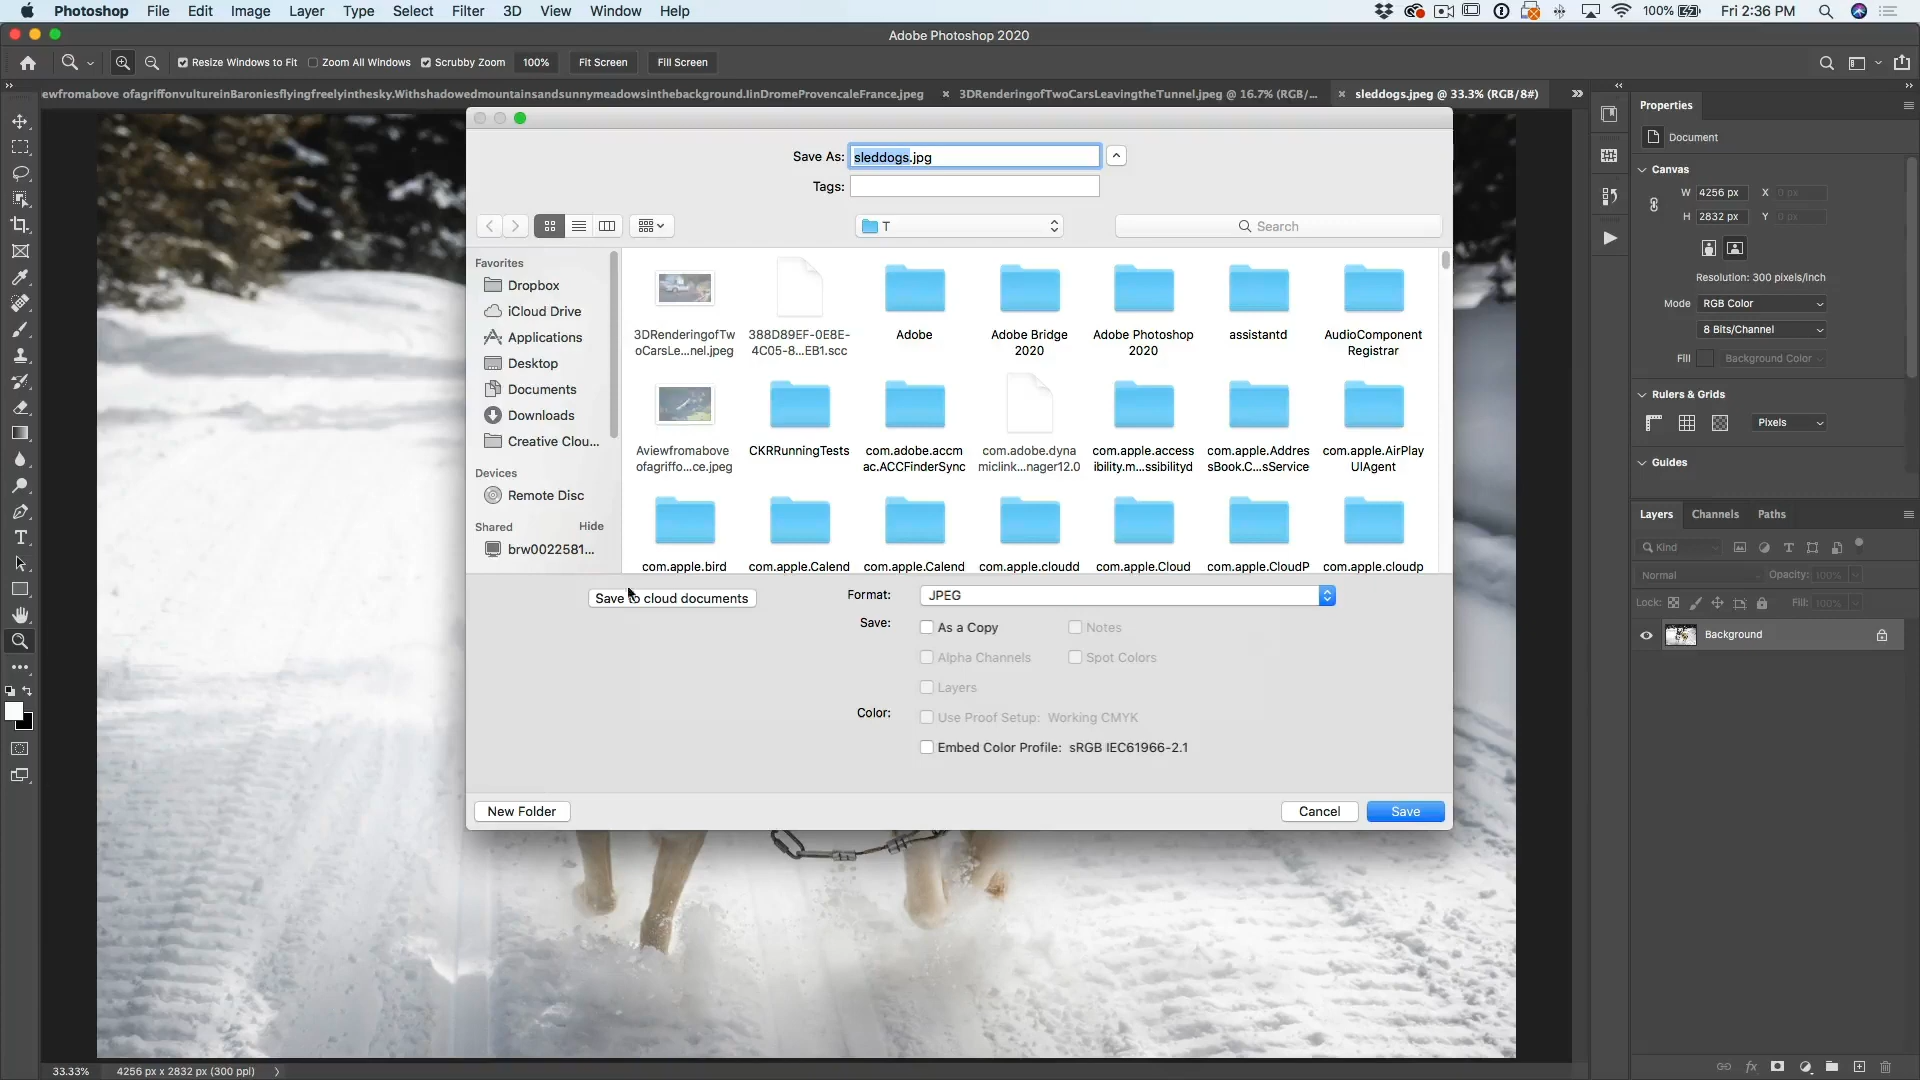 Photoshop File Edit Image Layer Type Select Filter 3D View Window Help 100% Fri 2:36 PM
Adobe Photoshop 2020
Resize Windows to Fit Zoom All Windows Scrubby Zoom 100% Fit Screen Fill Screen
ewfromabove ofagriffonvultureinBaroniesflyingfreelyinthesky.Withshadowedmountainsandsunnymeadowsinthebackground.IinDromeProvencaleFrance.jpeg × 3DRenderingofTwoCarsLeavingtheTunnel.jpeg @ 16.7% (RGB/... × sleddogs.jpeg @ 33.3% (RGB/8#)
Save As: sleddogs.jpg
Tags:
T
Search
Favorites
Dropbox
iCloud Drive
Applications
Desktop
Documents
Downloads
Creative Clou...
Devices
Remote Disc
Shared Hide
brw0022581...
3DRenderingofTw 388D89EF-0E8E- Adobe Adobe Bridge Adobe Photoshop assistantd AudioComponent
oCarsLe...nel.jpeg 4C05-8...EB1.scc 2020 2020 Registrar
Aviewfromabove CKRRunningTests com.adobe.accm com.adobe.dyna com.apple.access com.apple.Addres com.apple.AirPlay
ofagriffo...ce.jpeg ac.ACCFinderSync miclink...nager12.0 ibility.m...ssibilityd sBook.C...sService UIAgent
com.apple.bird com.apple.Calend com.apple.Calend com.apple.cloudd com.apple.Cloud com.apple.CloudP com.apple.cloudp
Save to cloud documents
Format: JPEG
Save: As a Copy Notes
Alpha Channels Spot Colors
Layers
Color: Use Proof Setup: Working CMYK
Embed Color Profile: sRGB IEC61966-2.1
New Folder Cancel Save
Properties
Document
Canvas
W 4256 px X 0 px
H 2832 px Y 0 px
Resolution: 300 pixels/inch
Mode RGB Color
8 Bits/Channel
Fill Background Color
Rulers & Grids
Pixels
Guides
Layers Channels Paths
Kind
Normal Opacity: 100%
Lock: Fill: 100%
Background
33.33% 4256 px x 2832 px (300 ppi)